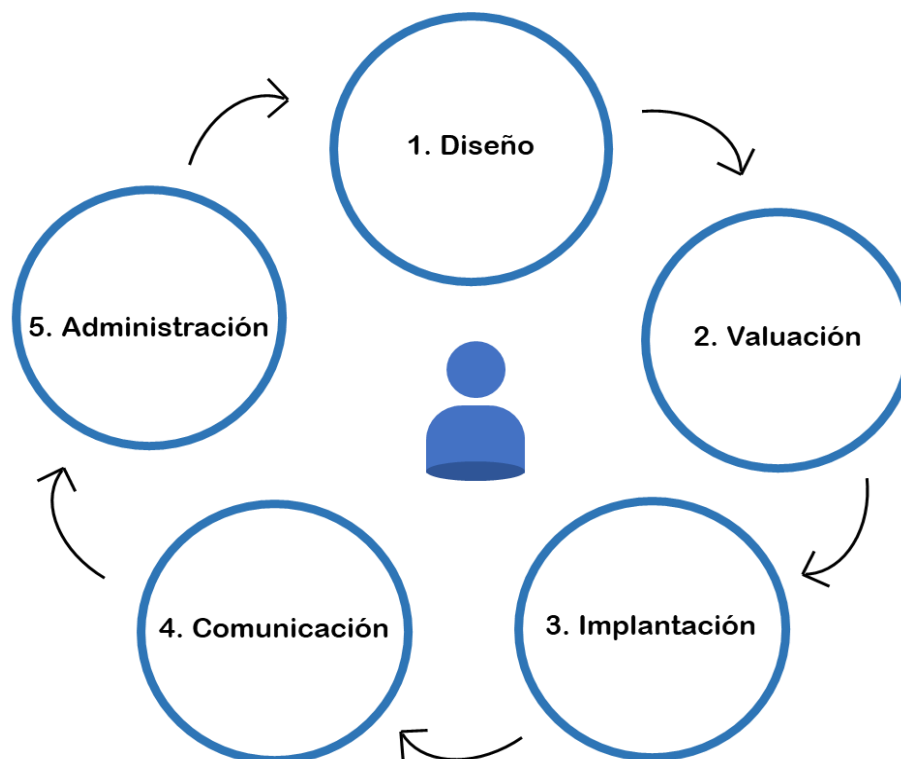 1. Diseño
2. Valuación
3. Implantación
4. Comunicación
5. Administración